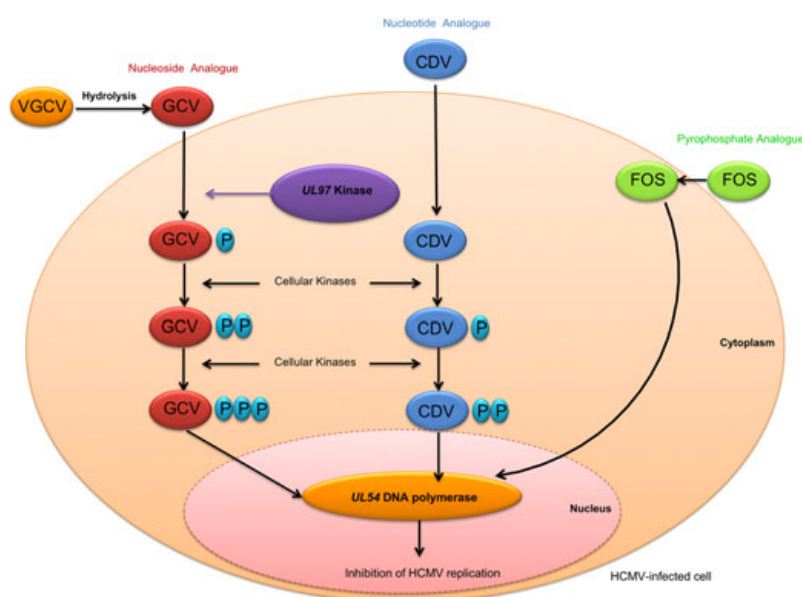 Nucleotide Analogue
CDV
Nucleoside Analogue
VGCV
Hydrolysis
GCV
Pyrophosphate Analogue
FOS
FOS
UL97 Kinase
GCV P
CDV
Cellular Kinases
GCV P P
CDV P
Cytoplasm
Cellular Kinases
GCV P P P
CDV P P
UL54 DNA polymerase
Nucleus
Inhibition of HCMV replication
HCMV-infected cell